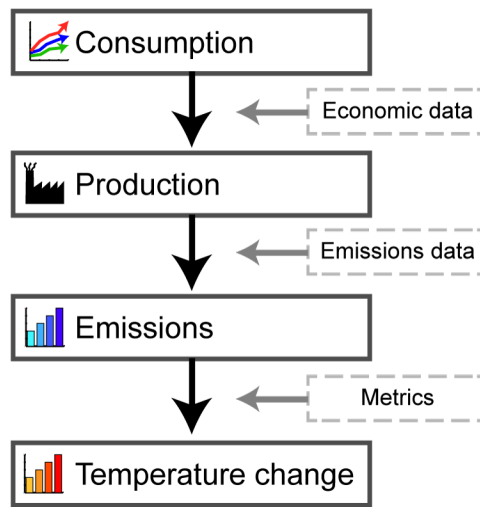 Consumption
Economic data
Production
Emissions data
Emissions
Metrics
Temperature change